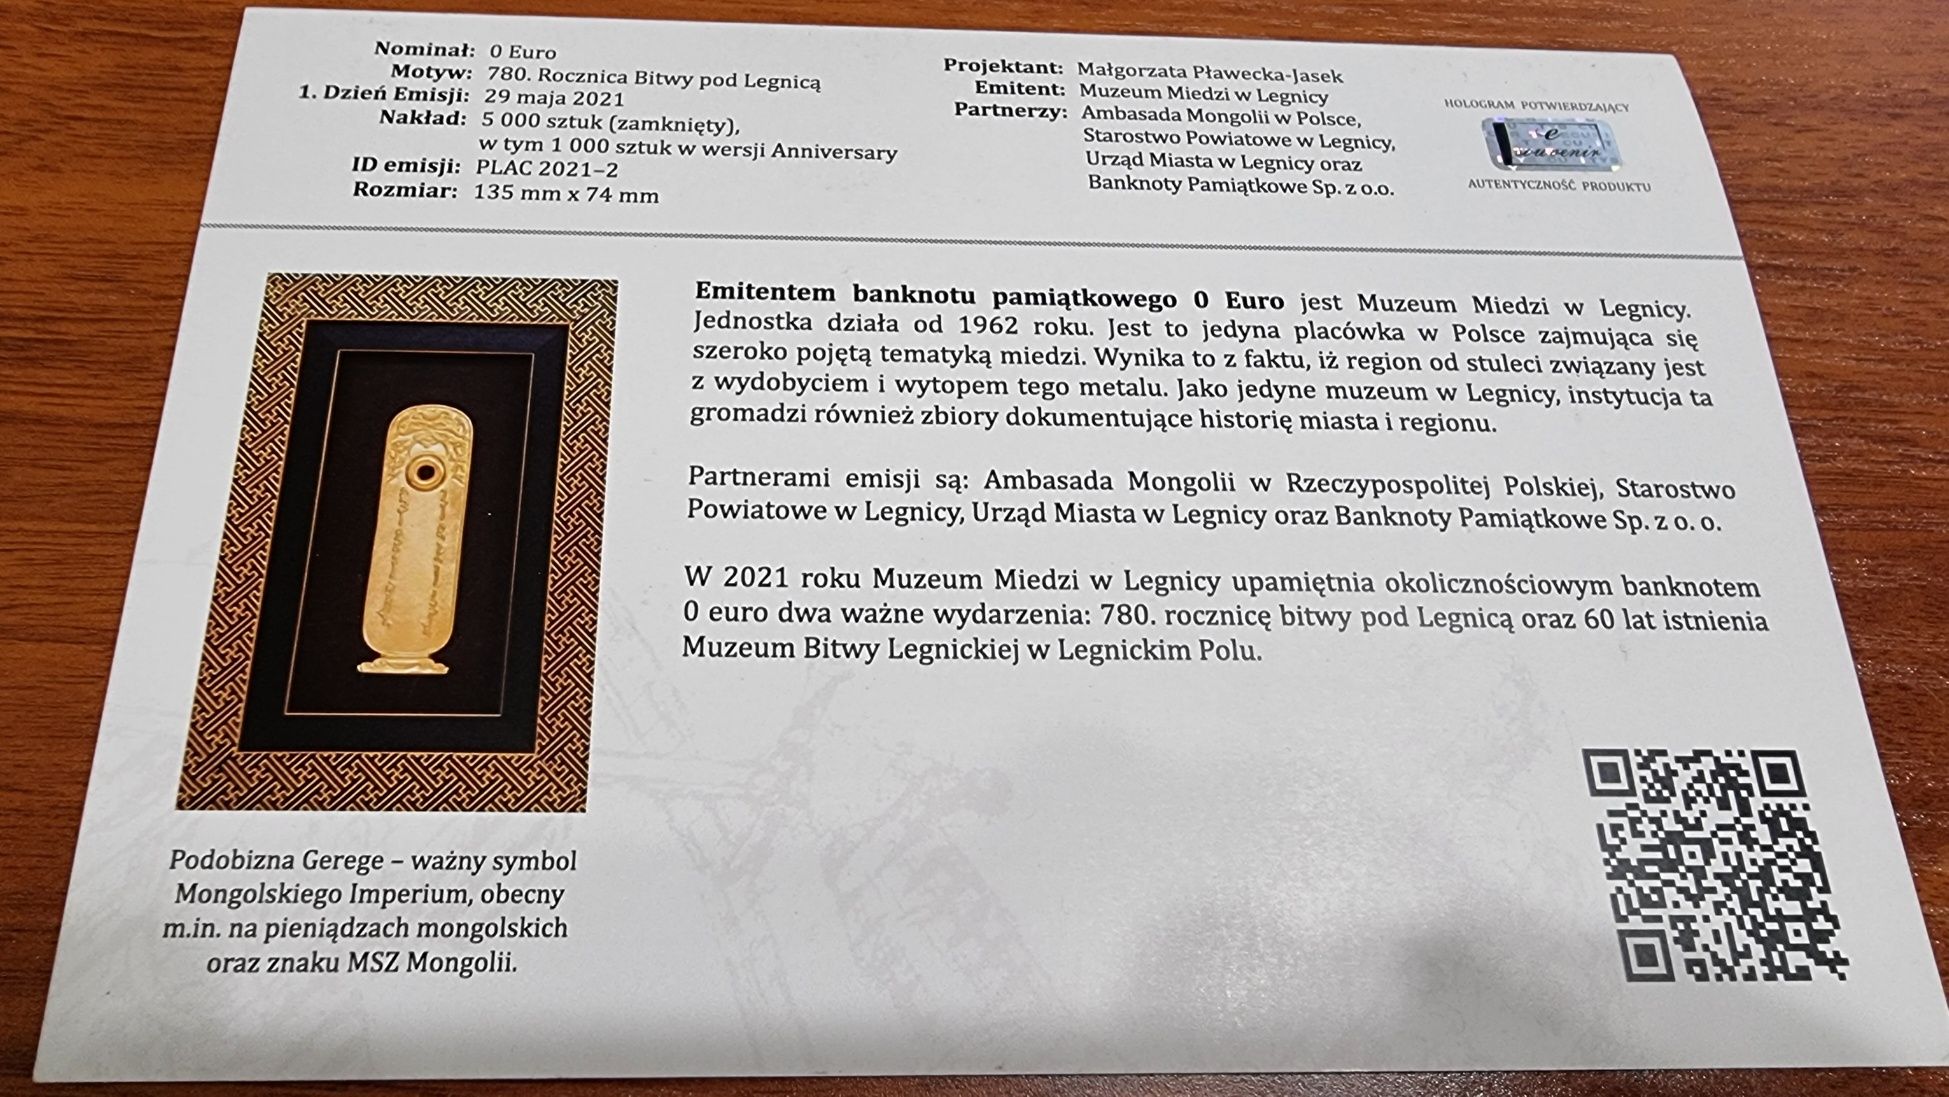 Nominał: 0 Euro
Motyw: 780. Rocznica Bitwy pod Legnicą
1. Dzień Emisji: 29 maja 2021
Nakład: 5 000 sztuk (zamknięty),
w tym 1 000 sztuk w wersji Anniversary
ID emisji: PLAC 2021–2
Rozmiar: 135 mm x 74 mm
Projektant: Małgorzata Pławecka-Jasek
Emitent: Muzeum Miedzi w Legnicy
Partnerzy: Ambasada Mongolii w Polsce,
Starostwo Powiatowe w Legnicy,
Urząd Miasta w Legnicy oraz
Banknoty Pamiątkowe Sp. z o.o.
HOLOGRAM POTWIERDZAJĄCY
e
souvenir
AUTENTYCZNOŚĆ PRODUKTU
Emitentem banknotu pamiątkowego 0 Euro jest Muzeum Miedzi w Legnicy.
Jednostka działa od 1962 roku. Jest to jedyna placówka w Polsce zajmująca się
szeroko pojętą tematyką miedzi. Wynika to z faktu, iż region od stuleci związany jest
z wydobyciem i wytopem tego metalu. Jako jedyne muzeum w Legnicy, instytucja ta
gromadzi również zbiory dokumentujące historię miasta i regionu.
Partnerami emisji są: Ambasada Mongolii w Rzeczypospolitej Polskiej, Starostwo
Powiatowe w Legnicy, Urząd Miasta w Legnicy oraz Banknoty Pamiątkowe Sp. z o. o.
W 2021 roku Muzeum Miedzi w Legnicy upamiętnia okolicznościowym banknotem
0 euro dwa ważne wydarzenia: 780. rocznicę bitwy pod Legnicą oraz 60 lat istnienia
Muzeum Bitwy Legnickiej w Legnickim Polu.
Podobizna Gerege – ważny symbol
Mongolskiego Imperium, obecny
m.in. na pieniądzach mongolskich
oraz znaku MSZ Mongolii.